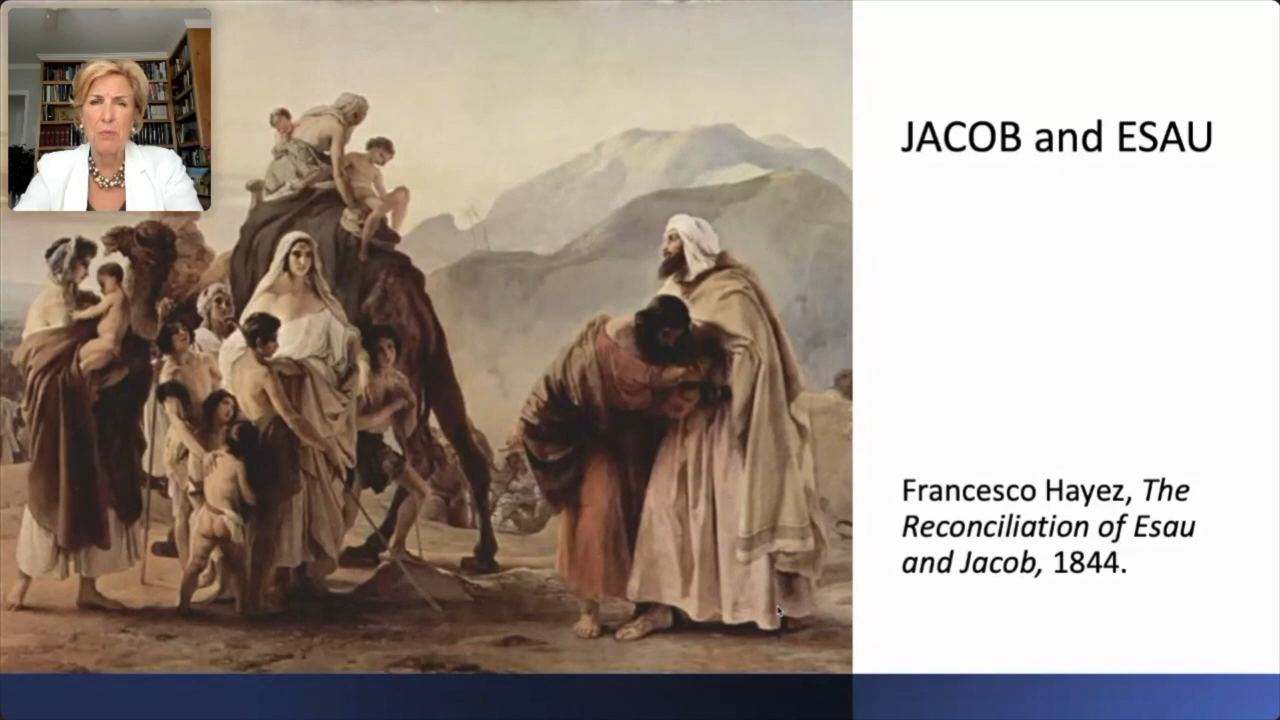 JACOB and ESAU
Francesco Hayez, The
Reconciliation of Esau
and Jacob, 1844.